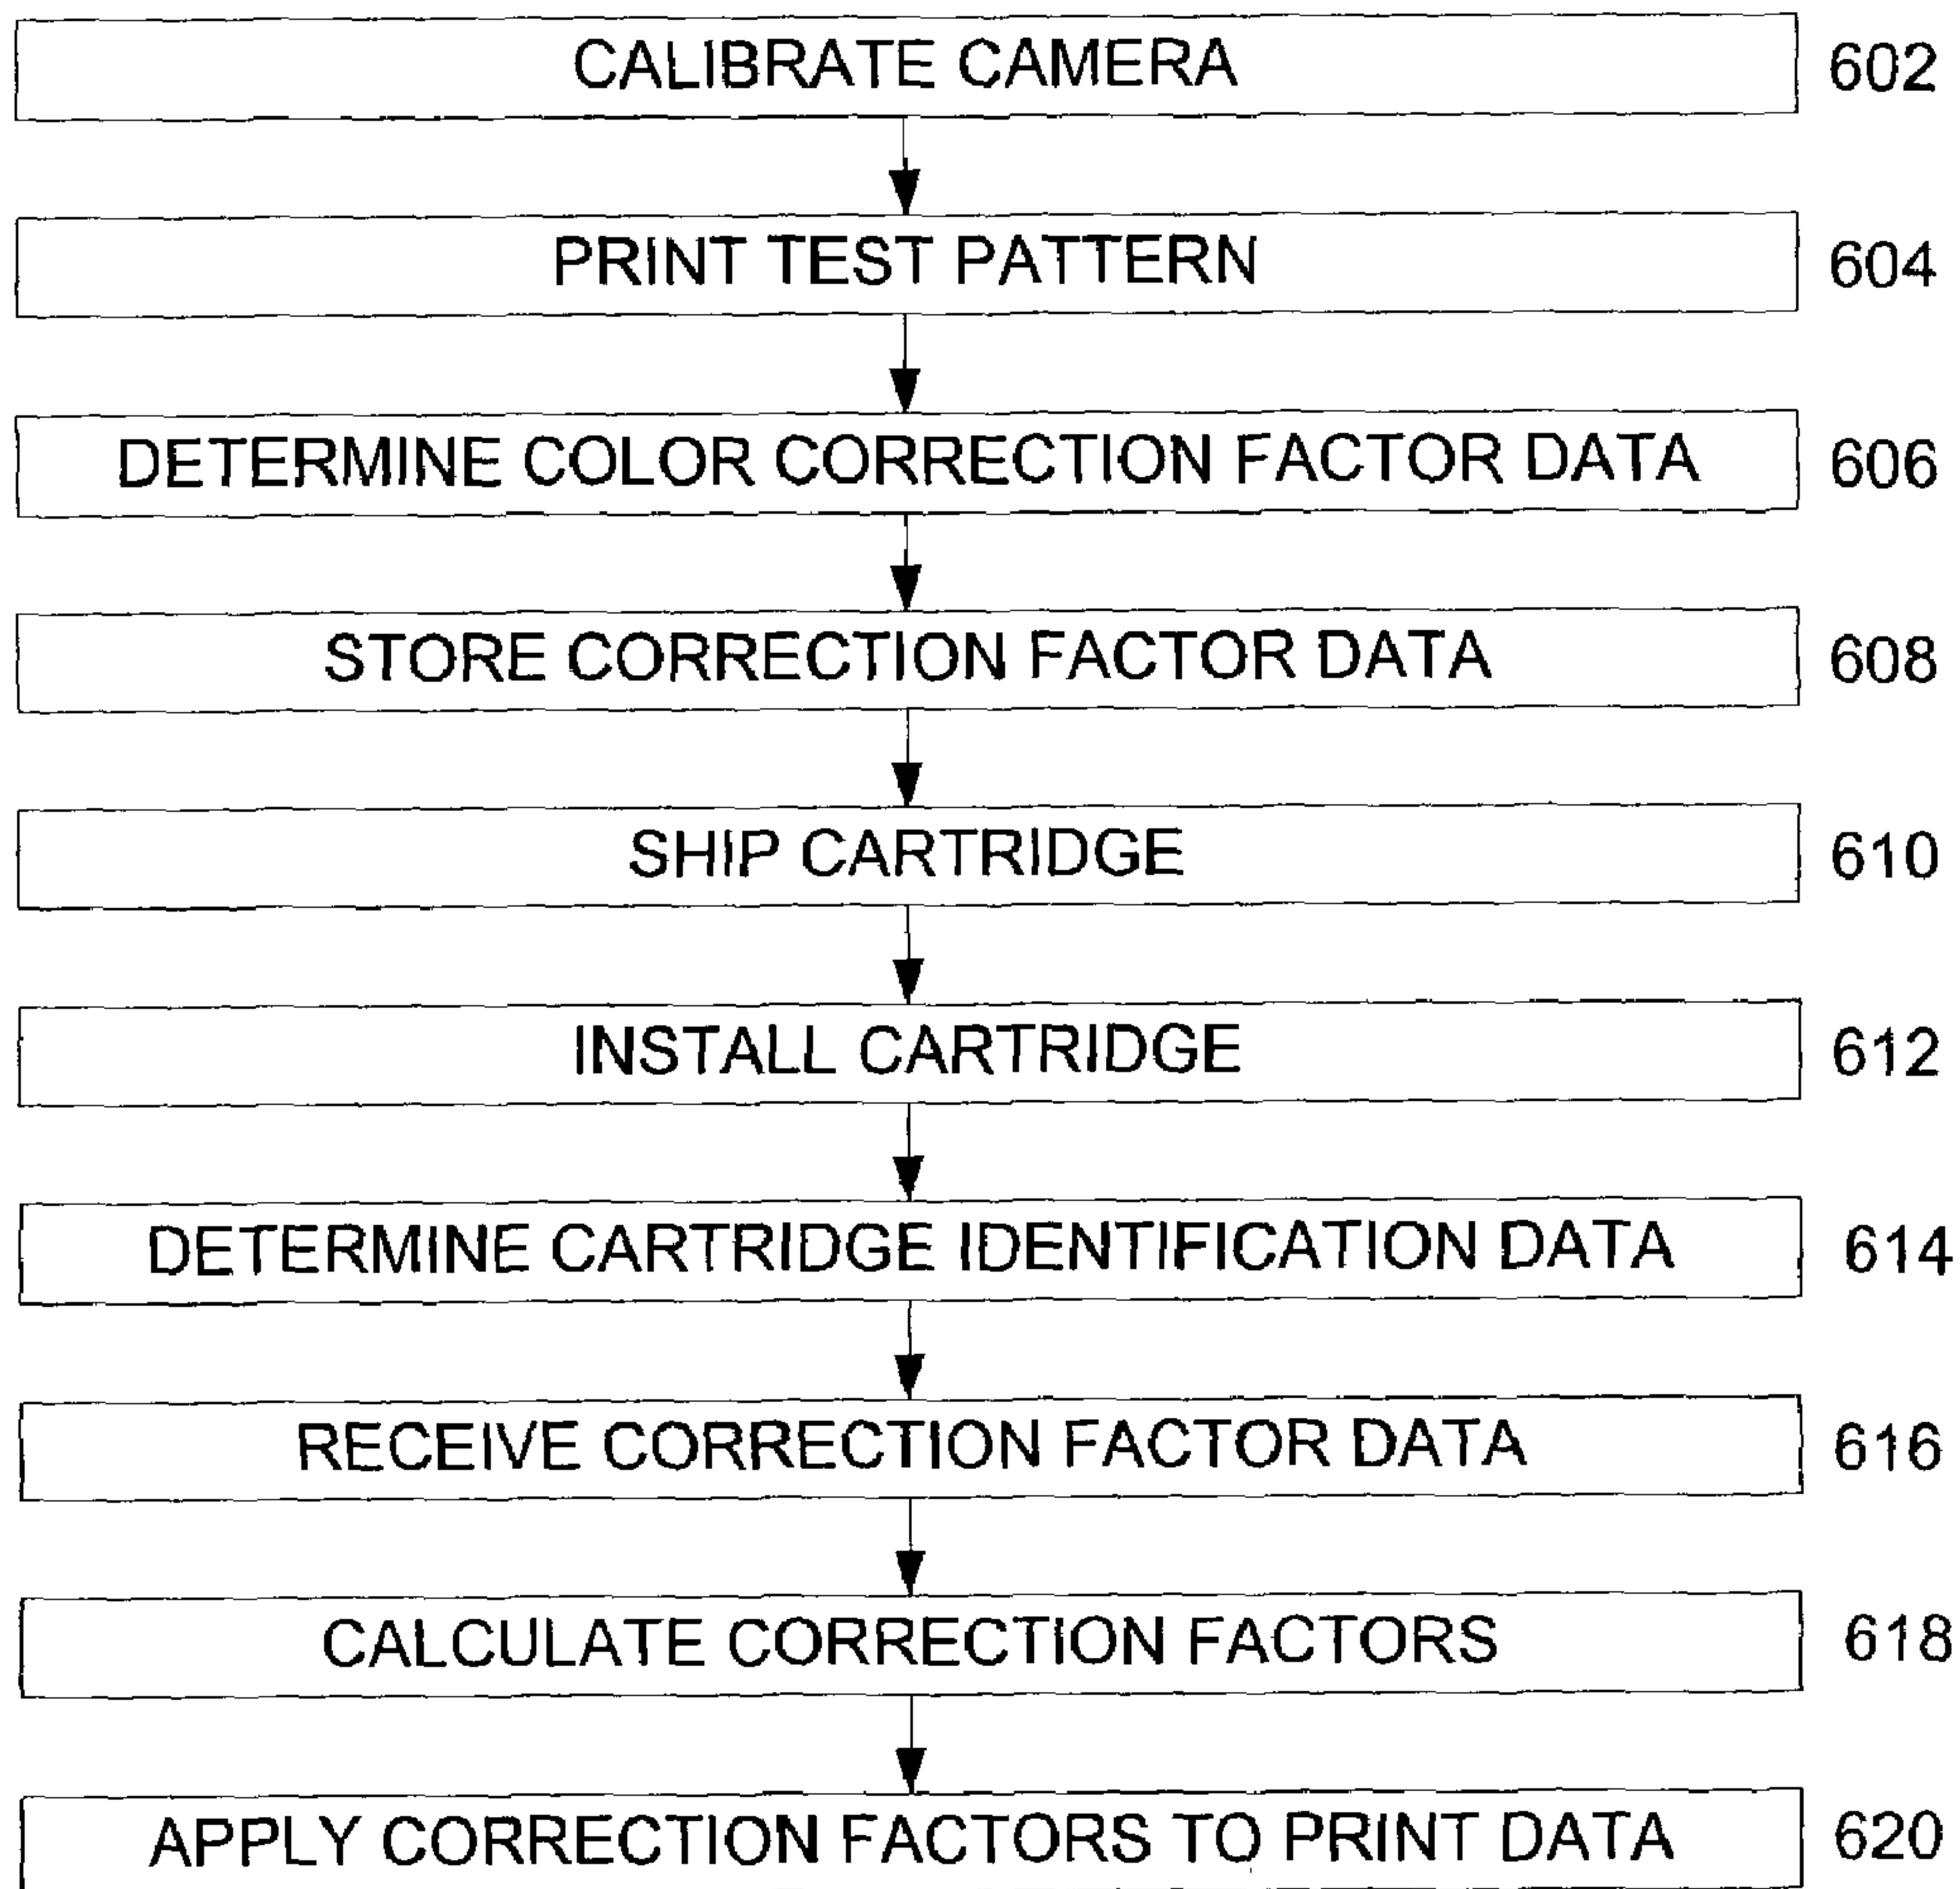 CALIBRATE CAMERA 602
PRINT TEST PATTERN 604
DETERMINE COLOR CORRECTION FACTOR DATA 606
STORE CORRECTION FACTOR DATA 608
SHIP CARTRIDGE 610
INSTALL CARTRIDGE 612
DETERMINE CARTRIDGE IDENTIFICATION DATA 614
RECEIVE CORRECTION FACTOR DATA 616
CALCULATE CORRECTION FACTORS 618
APPLY CORRECTION FACTORS TO PRINT DATA 620